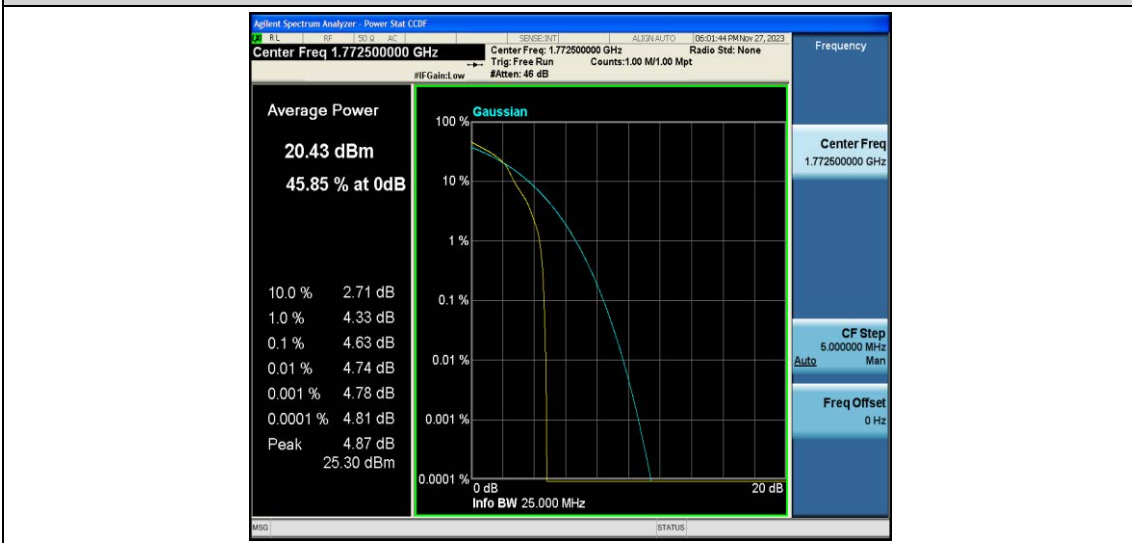 Agilent Spectrum Analyzer - Power Stat CCDF
LXI RL RF 50 Ω AC SENSE:INT ALIGNAUTO 06:01:44 PM Nov 27, 2023
Center Freq 1.772500000 GHz
Center Freq: 1.772500000 GHz Radio Std: None
Trig: Free Run Counts:1.00 M/1.00 Mpt
#IFGain:Low #Atten: 46 dB
Average Power
20.43 dBm
45.85 % at 0dB
10.0 % 2.71 dB
1.0 % 4.33 dB
0.1 % 4.63 dB
0.01 % 4.74 dB
0.001 % 4.78 dB
0.0001 % 4.81 dB
Peak 4.87 dB
25.30 dBm
Gaussian
100 %
10 %
1 %
0.1 %
0.01 %
0.001 %
0.0001 %
0 dB 20 dB
Info BW 25.000 MHz
Frequency
Center Freq
1.772500000 GHz
CF Step
5.000000 MHz
Auto Man
Freq Offset
0 Hz
MSG STATUS